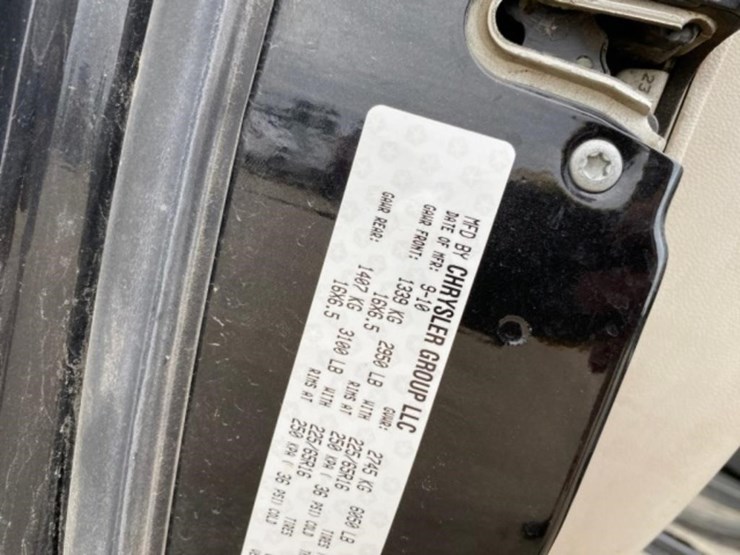 MFD BY CHRYSLER GROUP LLC
DATE OF MFR: 9-10 GVWR: 2745 KG 6050 LB
GAWR FRONT: 1339 KG 2950 LB WITH 225/65R16 TIRES
16X6.5 RIMS AT 250 KPA ( 36 PSI) COLD
GAWR REAR: 1407 KG 3100 LB WITH 225/65R16 TIRES
16X6.5 RIMS AT 250 KPA ( 36 PSI) COLD
23